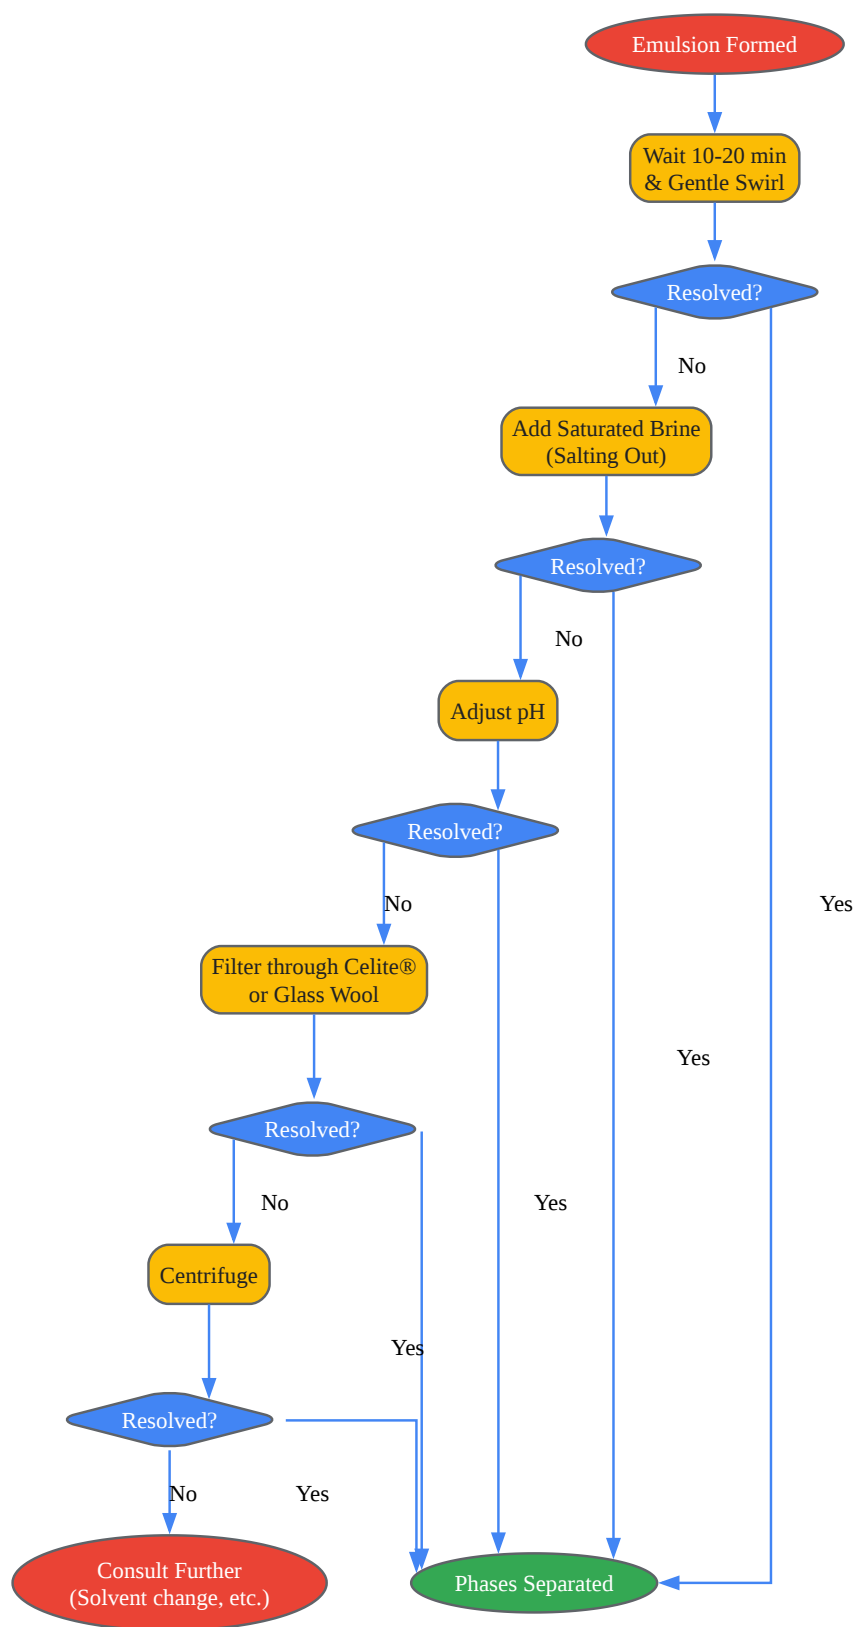 Emulsion Formed
Wait 10-20 min
& Gentle Swirl
Resolved?
No
Add Saturated Brine
(Salting Out)
Resolved?
No
Adjust pH
Resolved?
No
Yes
Filter through Celite®
or Glass Wool
Yes
Resolved?
No
Yes
Centrifuge
Yes
Resolved?
No
Yes
Consult Further
(Solvent change, etc.)
Phases Separated